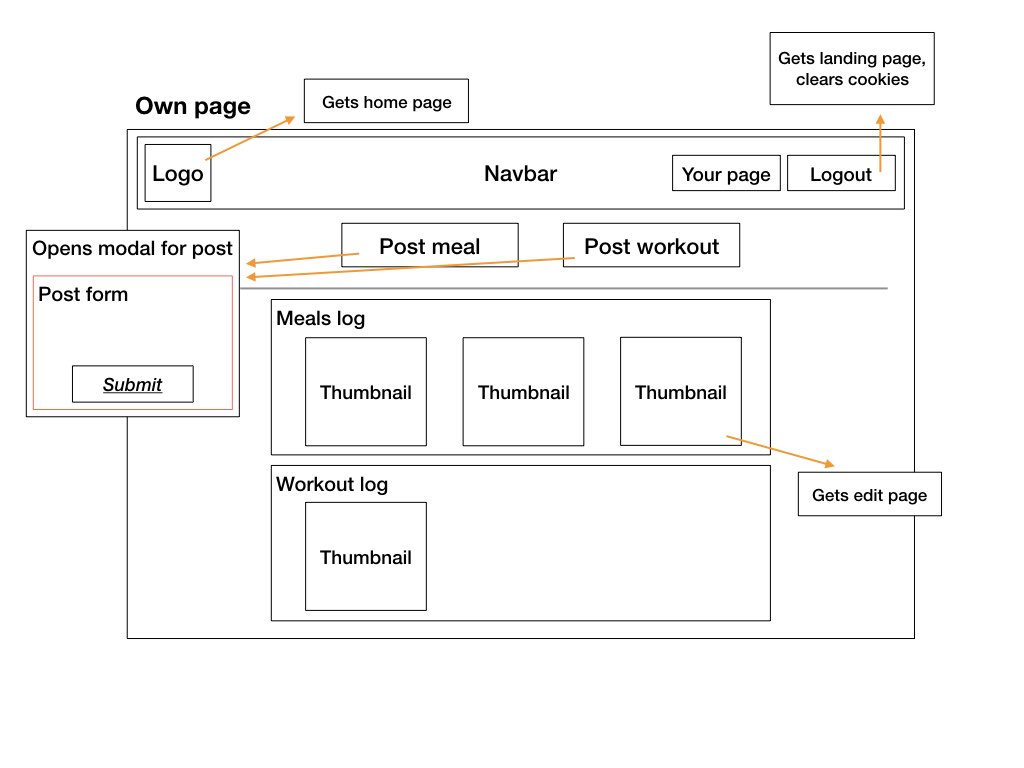 Gets landing page,
clears cookies
Own page
Gets home page
Logo
Navbar
Your page
Logout
Opens modal for post
Post meal
Post workout
Post form
Submit
Meals log
Thumbnail
Thumbnail
Thumbnail
Gets edit page
Workout log
Thumbnail